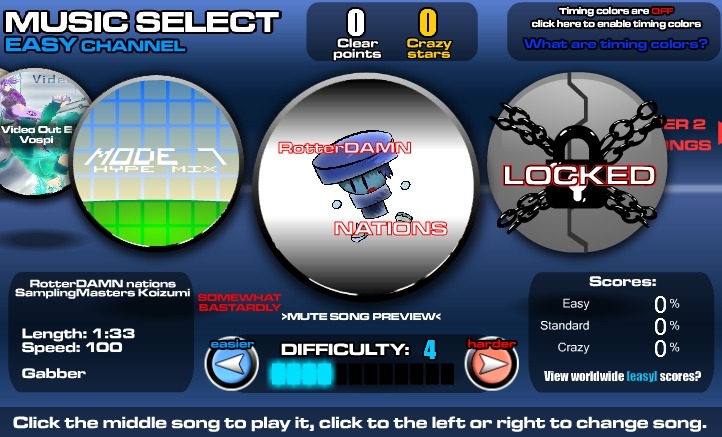 MUSIC SELECT
EASY CHANNEL
0
Clear
points
0
Crazy
stars
Timing colors are OFF
click here to enable timing colors
What are timing colors?
Video
Video Out E
Vospi
MODE 7
HYPE MIX
RotterDAMN
NATIONS
LOCKED
ER 2
NGS
RotterDAMN nations
SamplingMasters Koizumi
Length: 1:33
Speed: 100
Gabber
SOMEWHAT
BASTARDLY
>MUTE SONG PREVIEW<
easier
DIFFICULTY: 4
harder
Scores:
Easy 0%
Standard 0%
Crazy 0%
View worldwide [easy] scores?
Click the middle song to play it, click to the left or right to change song.